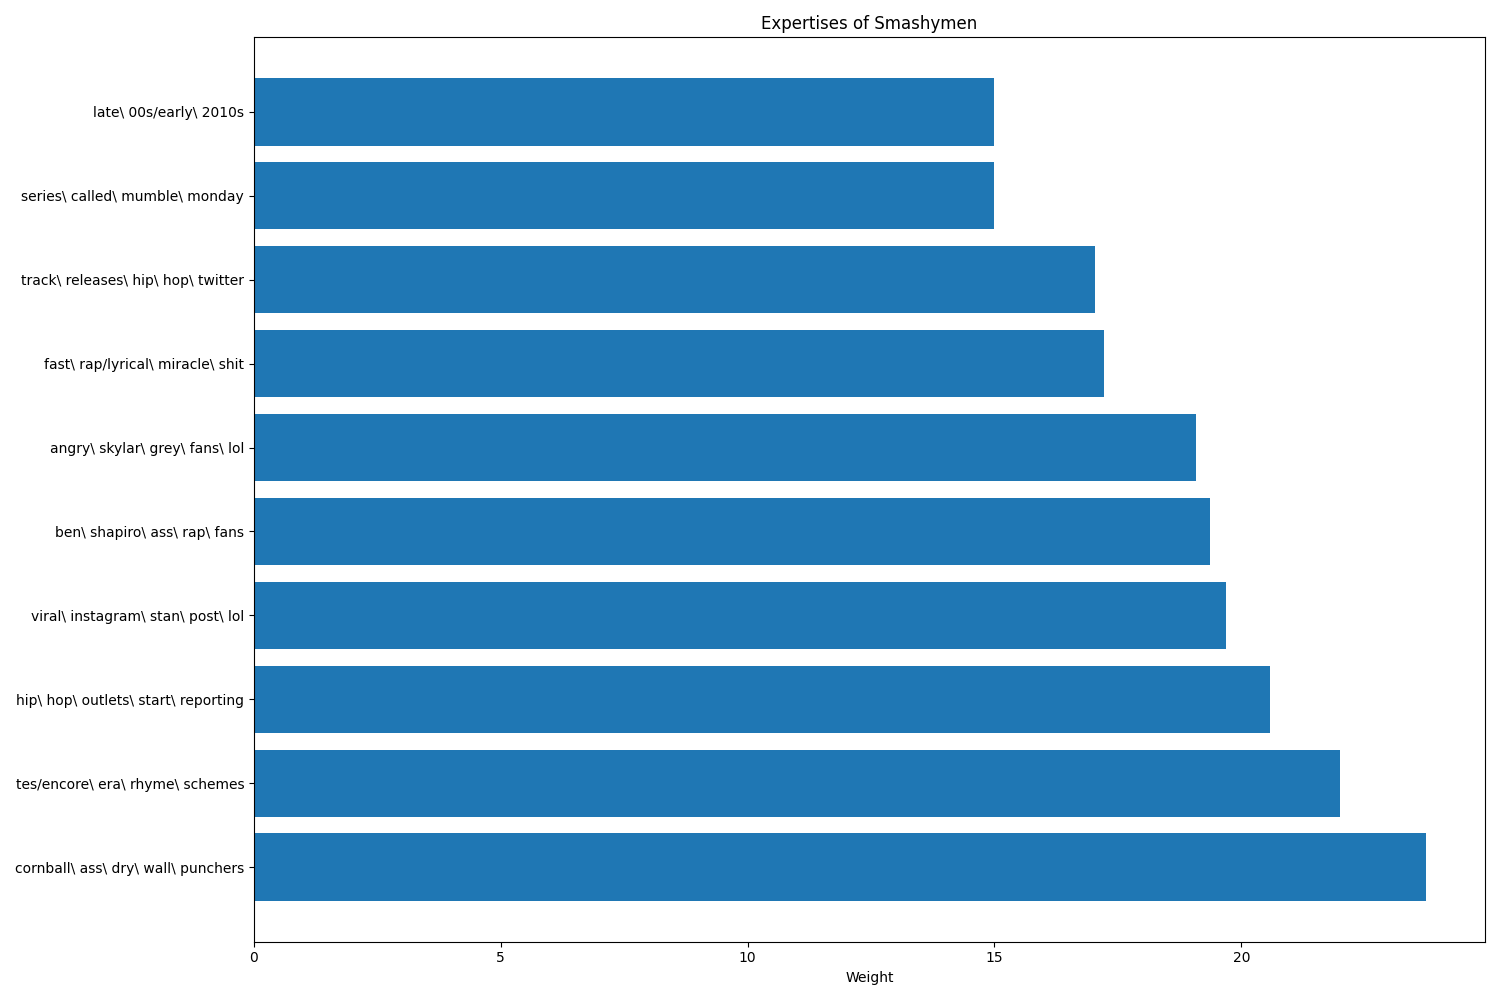 Expertises of Smashymen
late\ 00s/early\ 2010s
series\ called\ mumble\ monday
track\ releases\ hip\ hop\ twitter
fast\ rap/lyrical\ miracle\ shit
angry\ skylar\ grey\ fans\ lol
ben\ shapiro\ ass\ rap\ fans
viral\ instagram\ stan\ post\ lol
hip\ hop\ outlets\ start\ reporting
tes/encore\ era\ rhyme\ schemes
cornball\ ass\ dry\ wall\ punchers
0 5 10 15 20
Weight